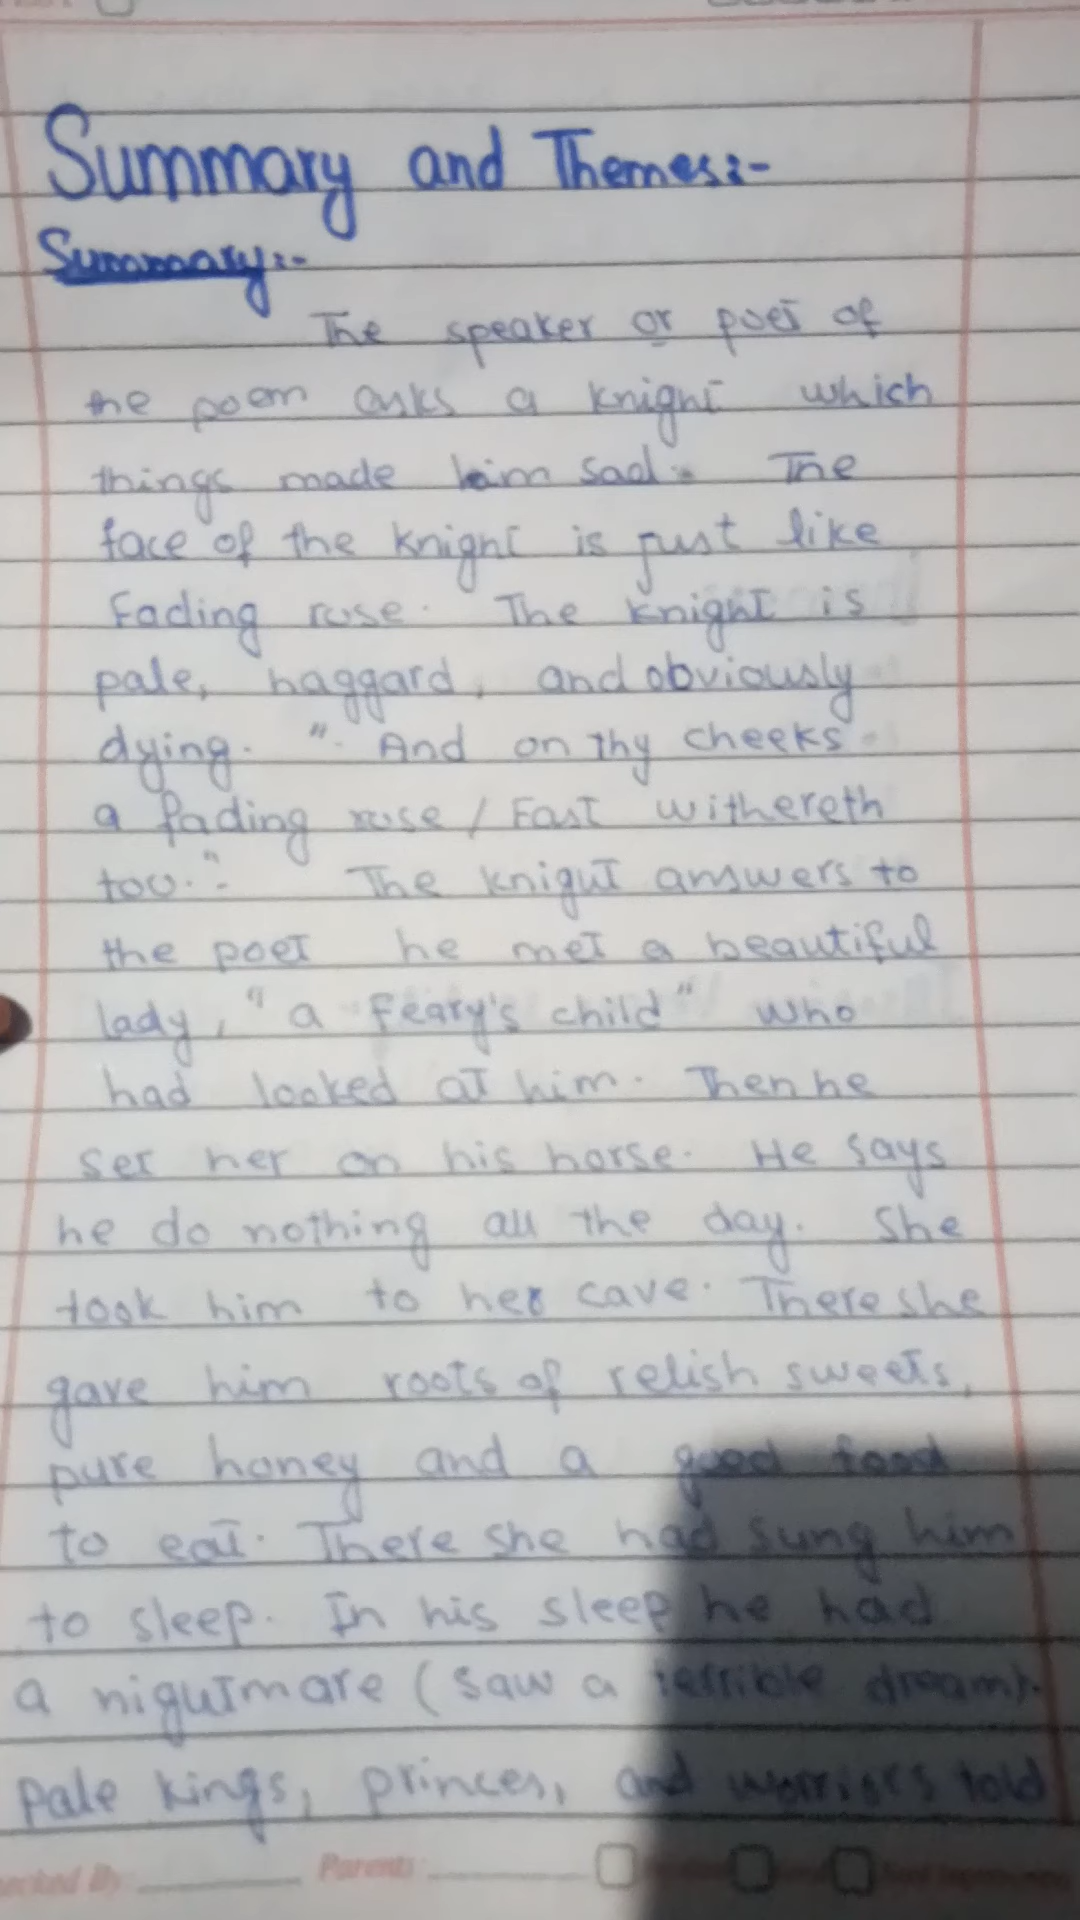 Summary and Themes:-
Summary:-
The speaker or poet of
the poem asks a knight which
things made him sad. The
face of the knight is just like
Fading rose. The knight is
pale, haggard, and obviously
dying. " And on thy cheeks
a fading rose / Fast withereth
too." The knight answers to
the poet he met a beautiful
lady, "a feary's child" who
had looked at him. Then he
set her on his horse. He says
he do nothing all the day. She
took him to her cave. There she
gave him roots of relish sweets,
pure honey and a good food
to eat. There she had sung him
to sleep. In his sleep he had
a nightmare (saw a terrible dream).
pale kings, princes, and worriors told
Parents